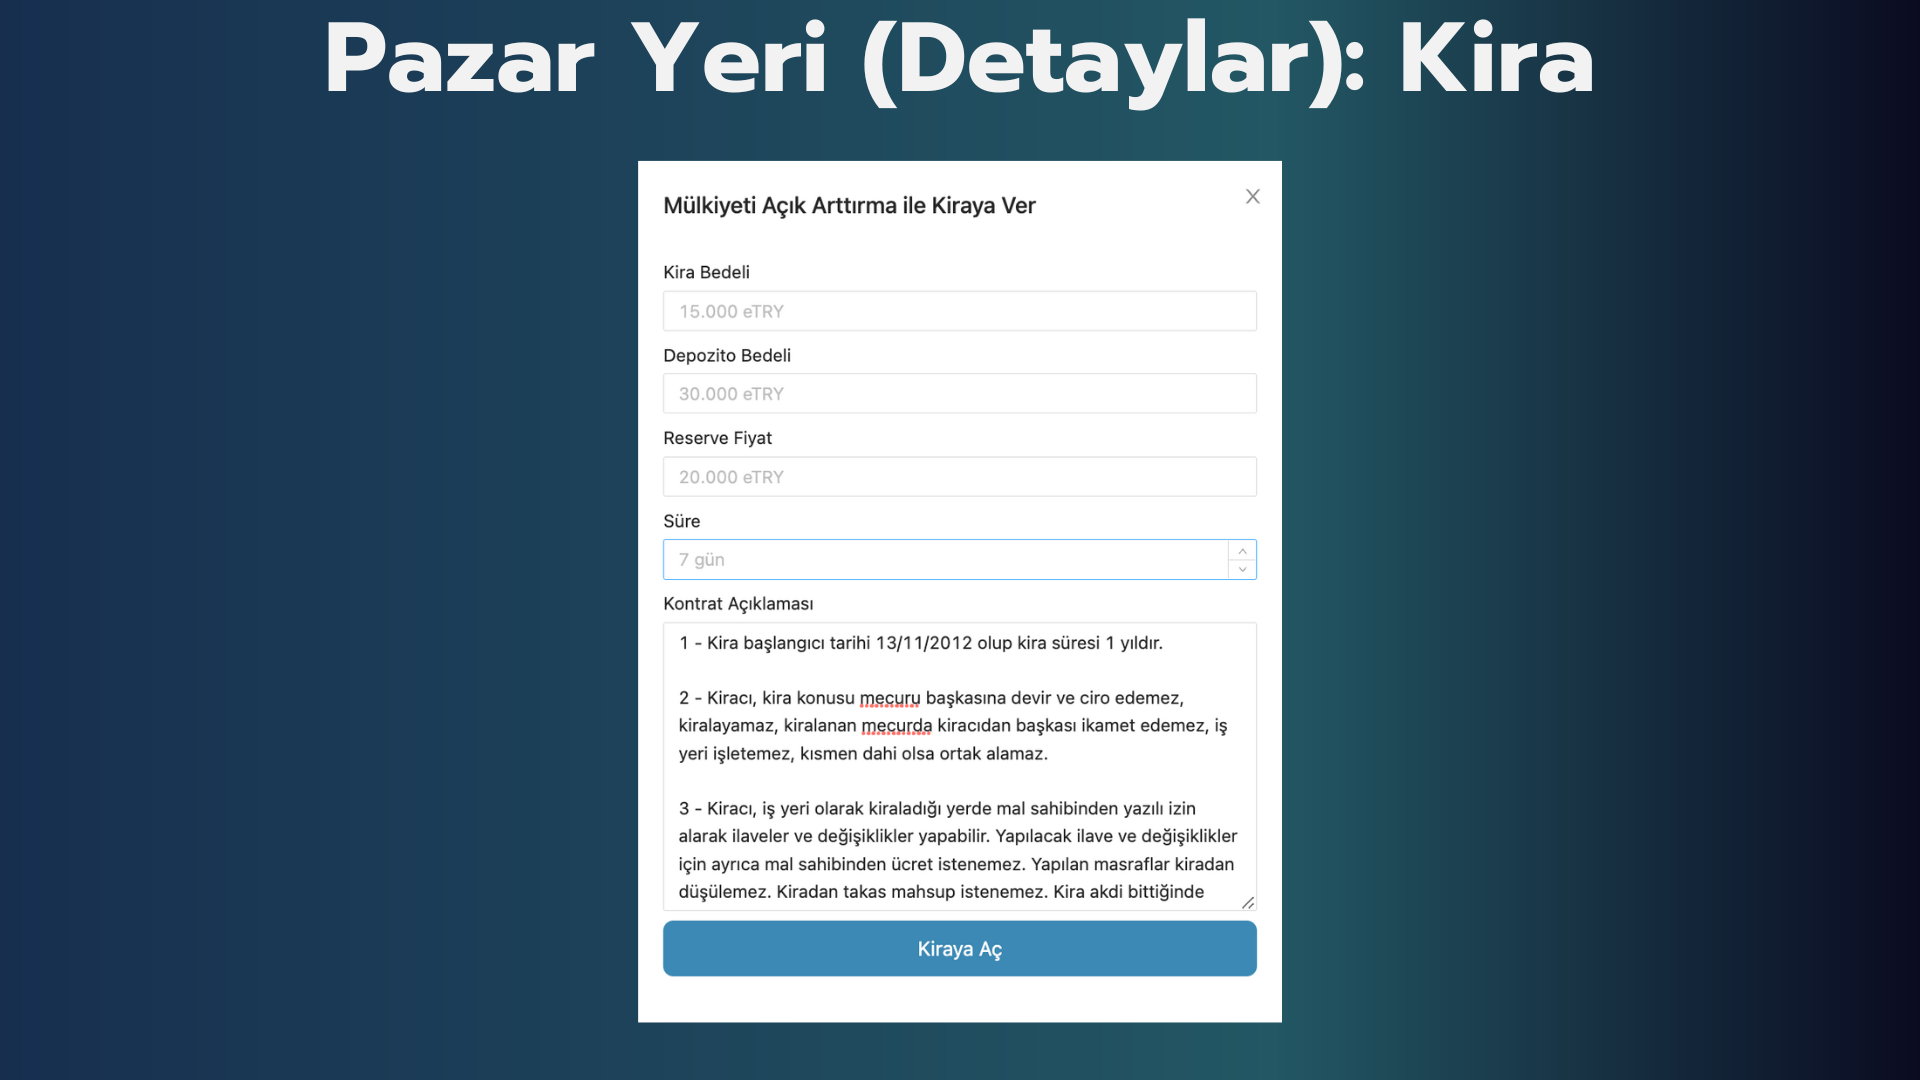 Pazar Yeri (Detaylar): Kira
Mülkiyeti Açık Arttırma ile Kiraya Ver
Kira Bedeli
15.000 eTRY
Depozito Bedeli
30.000 eTRY
Reserve Fiyat
20.000 eTRY
Süre
7 gün
Kontrat Açıklaması
1 - Kira başlangıcı tarihi 13/11/2012 olup kira süresi 1 yıldır.
2 - Kiracı, kira konusu mecuru başkasına devir ve ciro edemez,
kiralayamaz, kiralanan mecurda kiracıdan başkası ikamet edemez, iş
yeri işletemez, kısmen dahi olsa ortak alamaz.
3 - Kiracı, iş yeri olarak kiraladığı yerde mal sahibinden yazılı izin
alarak ilaveler ve değişiklikler yapabilir. Yapılacak ilave ve değişiklikler
için ayrıca mal sahibinden ücret istenemez. Yapılan masraflar kiradan
düşülemez. Kiradan takas mahsup istenemez. Kira akdi bittiğinde
Kiraya Aç